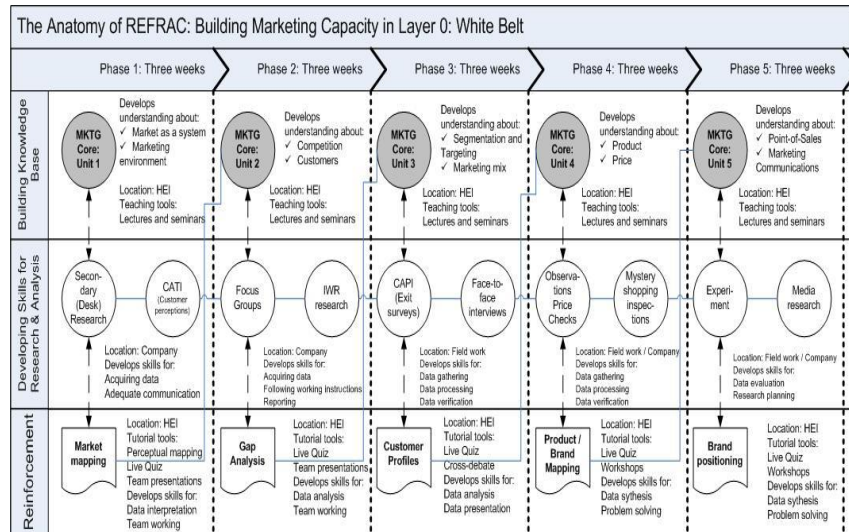 The Anatomy of REFRAC: Building Marketing Capacity in Layer 0: White Belt
Phase 1: Three weeks
Phase 2: Three weeks
Phase 3: Three weeks
Phase 4: Three weeks
Phase 5: Three weeks
Building Knowledge
Base
MKTG
Core:
Unit 1
Develops
understanding about:
✓ Market as a system
✓ Marketing
environment
Location: HEI
Teaching tools:
Lectures and seminars
MKTG
Core:
Unit 2
Develops
understanding about:
✓ Competition
✓ Customers
Location: HEI
Teaching tools:
Lectures and seminars
MKTG
Core:
Unit 3
Develops
understanding about:
✓ Segmentation and
Targeting
✓ Marketing mix
Location: HEI
Teaching tools:
Lectures and seminars
MKTG
Core:
Unit 4
Develops
understanding about:
✓ Product
✓ Price
Location: HEI
Teaching tools:
Lectures and seminars
MKTG
Core: Unit 5
Develops
understanding about:
✓ Point-of-Sales
✓ Marketing
Communications
Location: HEI
Teaching tools:
Lectures and seminars
Developing Skills for
Research & Analysis
Secon-
dary
(Desk)
Research
CATI
(Customer
perceptions)
Location: Company
Develops skills for:
Acquiring data
Adequate communication
Focus
Groups
IWR
research
Location: Company
Develops skills for:
Acquiring data
Following working instructions
Reporting
CAPI
(Exit
surveys)
Face-to-
face
interviews
Location: Field work
Develops skills for:
Data gathering
Data processing
Data verification
Observa-
tions
Price
Checks
Mystery
shopping
inspec-
tions
Location: Field work / Company
Develops skills for:
Data gathering
Data processing
Data verification
Experi-
ment
Media
research
Location: Field work / Company
Develops skills for:
Data evaluation
Research planning
Reinforcement
Market
mapping
Location: HEI
Tutorial tools:
Perceptual mapping
Live Quiz
Team presentations
Develops skills for:
Data interpretation
Team working
Gap
Analysis
Location: HEI
Tutorial tools:
Live Quiz
Team presentations
Develops skills for:
Data analysis
Team working
Customer
Profiles
Location: HEI
Tutorial tools:
Live Quiz
Cross-debate
Develops skills for:
Data analysis
Data presentation
Product /
Brand
Mapping
Location: HEI
Tutorial tools:
Live Quiz
Workshops
Develops skills for:
Data sythesis
Problem solving
Brand
positioning
Location: HEI
Tutorial tools:
Live Quiz
Workshops
Develops skills for:
Data sythesis
Problem solving